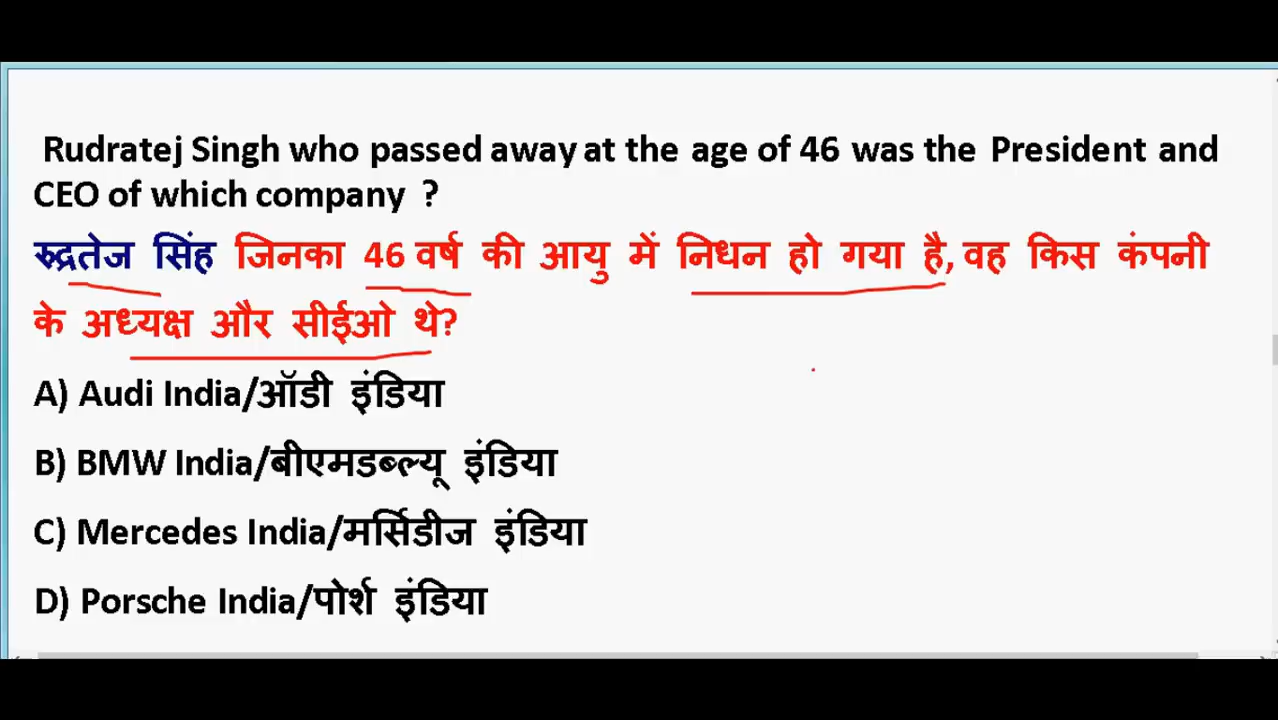 Rudratej Singh who passed away at the age of 46 was the President and
CEO of which company ?
रुद्रतेज सिंह जिनका 46 वर्ष की आयु में निधन हो गया है, वह किस कंपनी
के अध्यक्ष और सीईओ थे?
A) Audi India/ऑडी इंडिया
B) BMW India/बीएमडब्ल्यू इंडिया
C) Mercedes India/मर्सिडीज इंडिया
D) Porsche India/पोर्श इंडिया